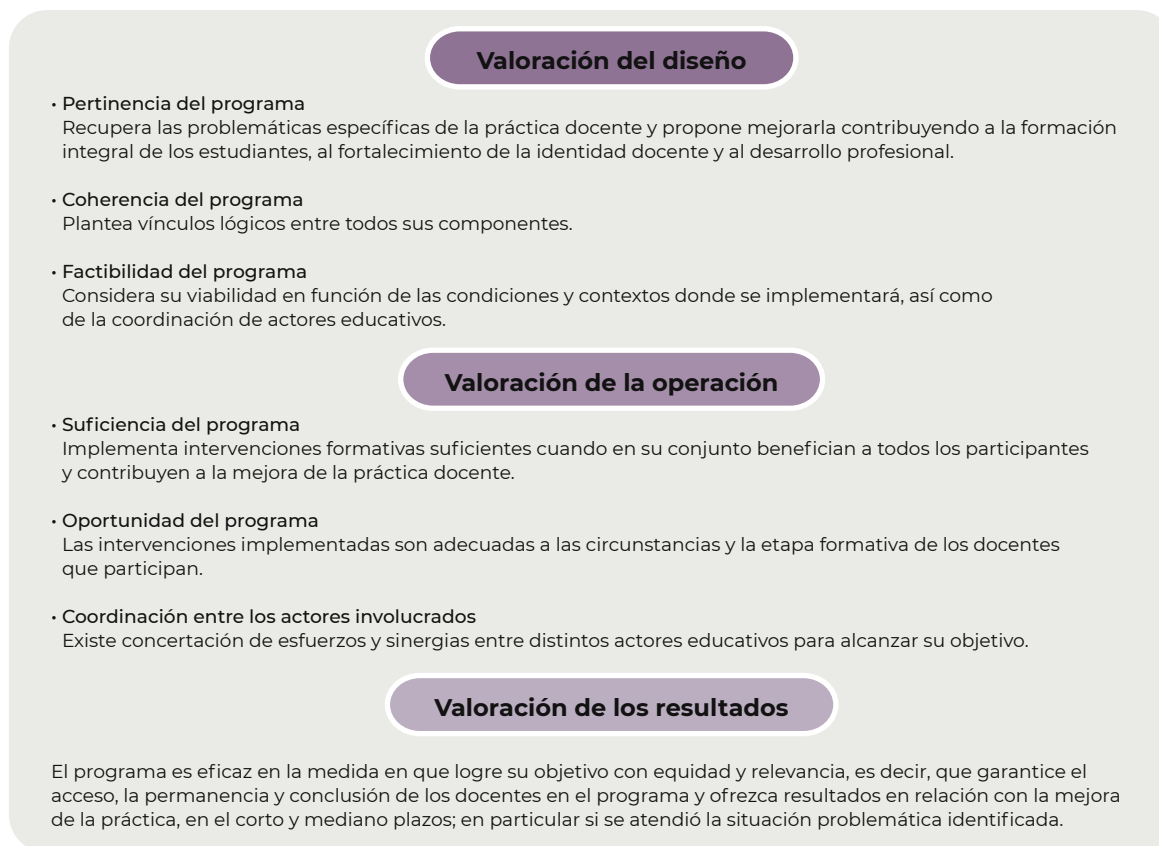 Valoración del diseño
• Pertinencia del programa
Recupera las problemáticas específicas de la práctica docente y propone mejorarla contribuyendo a la formación
integral de los estudiantes, al fortalecimiento de la identidad docente y al desarrollo profesional.
• Coherencia del programa
Plantea vínculos lógicos entre todos sus componentes.
• Factibilidad del programa
Considera su viabilidad en función de las condiciones y contextos donde se implementará, así como
de la coordinación de actores educativos.
Valoración de la operación
• Suficiencia del programa
Implementa intervenciones formativas suficientes cuando en su conjunto benefician a todos los participantes
y contribuyen a la mejora de la práctica docente.
• Oportunidad del programa
Las intervenciones implementadas son adecuadas a las circunstancias y la etapa formativa de los docentes
que participan.
• Coordinación entre los actores involucrados
Existe concertación de esfuerzos y sinergias entre distintos actores educativos para alcanzar su objetivo.
Valoración de los resultados
El programa es eficaz en la medida en que logre su objetivo con equidad y relevancia, es decir, que garantice el
acceso, la permanencia y conclusión de los docentes en el programa y ofrezca resultados en relación con la mejora
de la práctica, en el corto y mediano plazos; en particular si se atendió la situación problemática identificada.